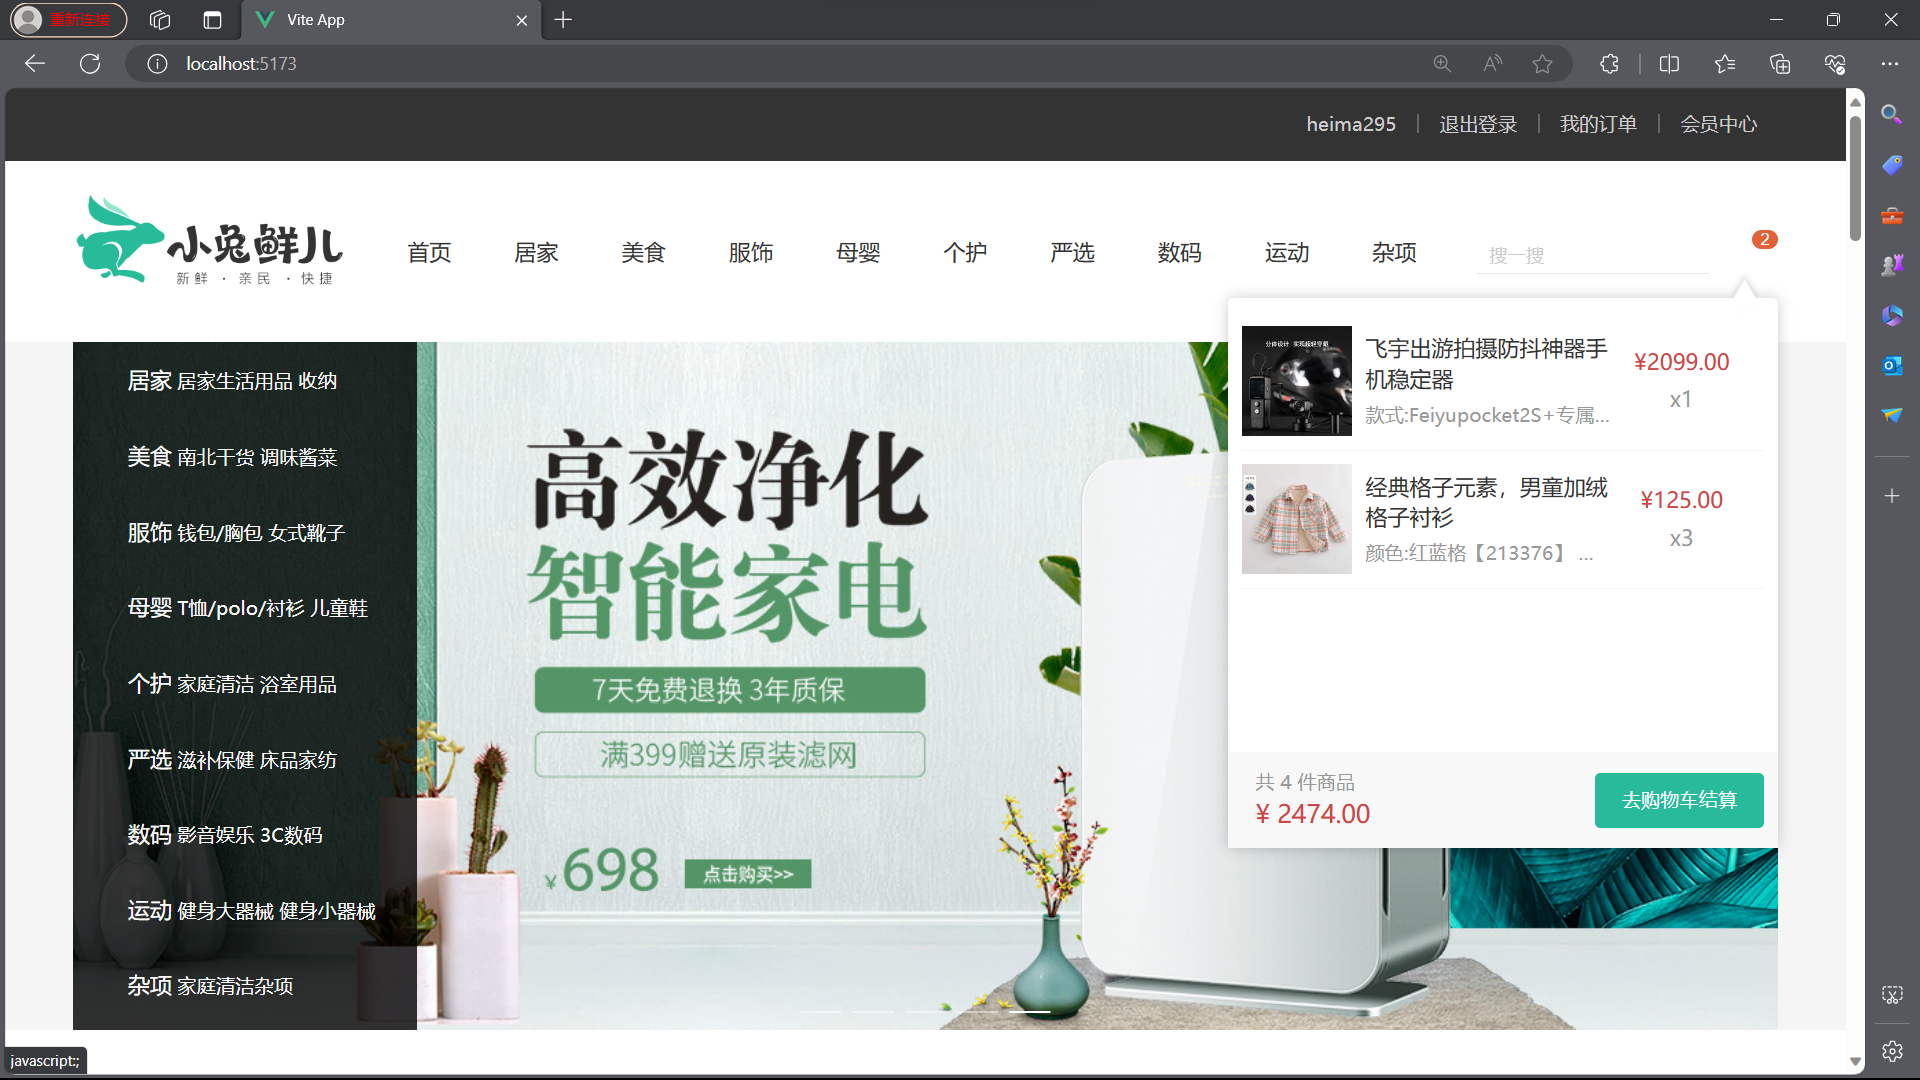 重新连接
Vite App
localhost:5173
heima295
退出登录
我的订单
会员中心
小兔鲜儿
新鲜 · 亲民 · 快捷
首页
居家
美食
服饰
母婴
个护
严选
数码
运动
杂项
搜一搜
2
居家 居家生活用品 收纳
美食 南北干货 调味酱菜
服饰 钱包/胸包 女式靴子
母婴 T恤/polo/衬衫 儿童鞋
个护 家庭清洁 浴室用品
严选 滋补保健 床品家纺
数码 影音娱乐 3C数码
运动 健身大器械 健身小器械
杂项 家庭清洁杂项
高效净化
智能家电
7天免费退换 3年质保
满399赠送原装滤网
¥698
点击购买>>
分体设计 实现超轻穿戴
飞宇出游拍摄防抖神器手
机稳定器
款式:Feiyupocket2S+专属...
¥2099.00
x1
经典格子元素，男童加绒
格子衬衫
颜色:红蓝格【213376】 ...
¥125.00
x3
共 4 件商品
¥ 2474.00
去购物车结算
javascript:;